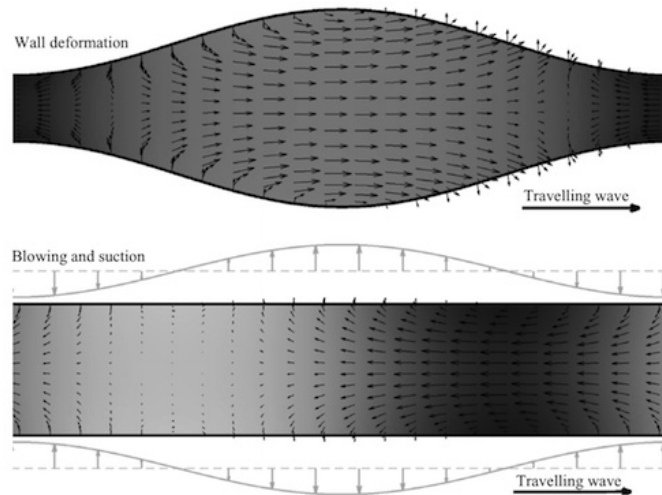 Wall deformation
Travelling wave
Blowing and suction
Travelling wave